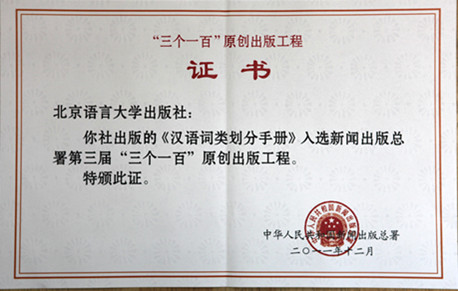 “三个一百”原创出版工程
证书
北京语言大学出版社：
你社出版的《汉语词类划分手册》入选新闻出版总
署第三届“三个一百”原创出版工程。
特颁此证。
中华人民共和国新闻出版总署
二〇一一年十二月